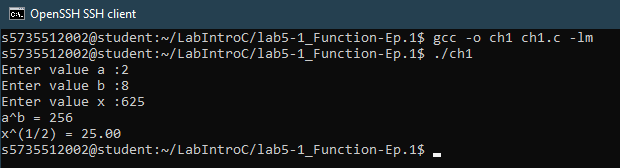 OpenSSH SSH client
s5735512002@student:~/LabIntroC/lab5-1_Function-Ep.1$ gcc -o ch1 ch1.c -lm
s5735512002@student:~/LabIntroC/lab5-1_Function-Ep.1$ ./ch1
Enter value a :2
Enter value b :8
Enter value x :625
a^b = 256
x^(1/2) = 25.00
s5735512002@student:~/LabIntroC/lab5-1_Function-Ep.1$